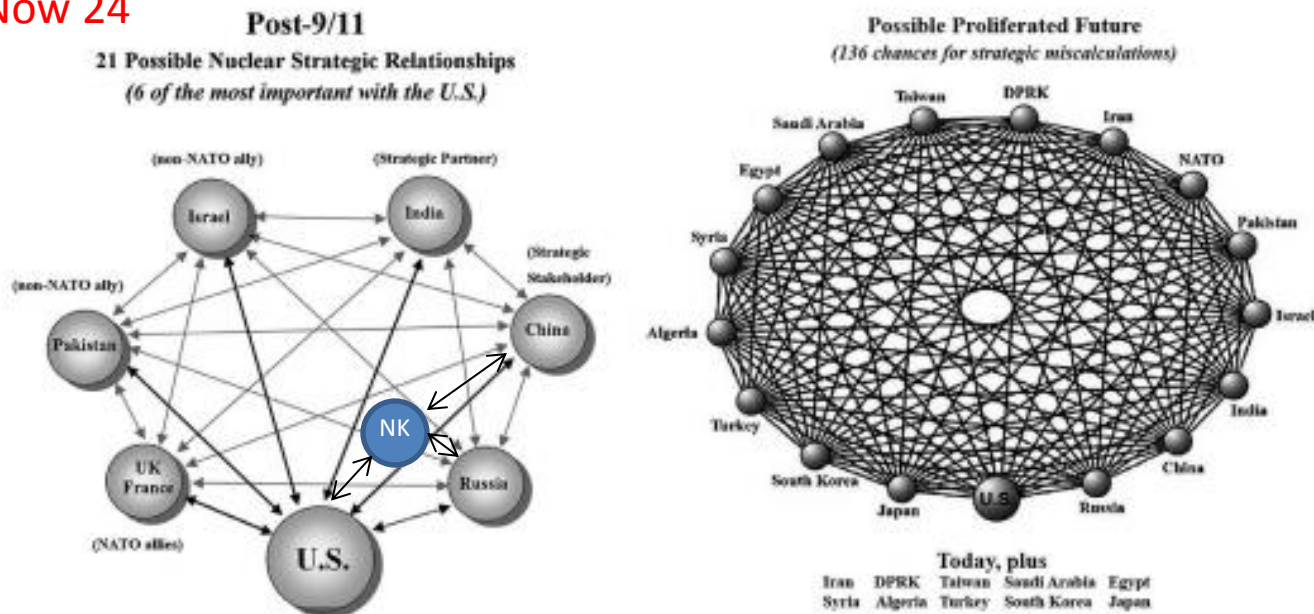 Now 24
Post-9/11
21 Possible Nuclear Strategic Relationships
(6 of the most important with the U.S.)
(non-NATO ally)
(Strategic Partner)
Israel
India
(Strategic
Stakeholder)
(non-NATO ally)
China
Pakistan
NK
UK
France
Russia
(NATO allies)
U.S.
Possible Proliferated Future
(136 chances for strategic miscalculations)
Taiwan
DPRK
Saudi Arabia
Iran
Egypt
NATO
Syria
Pakistan
Algeria
Israel
Turkey
India
South Korea
China
Japan
U.S.
Russia
Today, plus
Iran DPRK Taiwan Saudi Arabia Egypt
Syria Algeria Turkey South Korea Japan